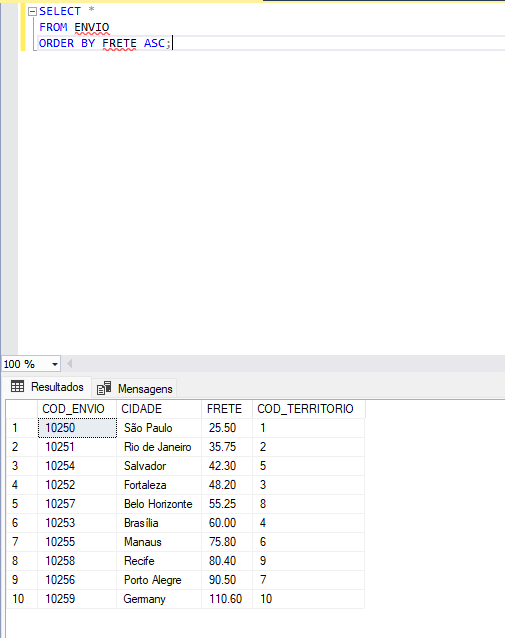 SELECT *
FROM ENVIO
ORDER BY FRETE ASC;
100 %
Resultados Mensagens
COD_ENVIO CIDADE FRETE COD_TERRITORIO
1 10250 São Paulo 25.50 1
2 10251 Rio de Janeiro 35.75 2
3 10254 Salvador 42.30 5
4 10252 Fortaleza 48.20 3
5 10257 Belo Horizonte 55.25 8
6 10253 Brasília 60.00 4
7 10255 Manaus 75.80 6
8 10258 Recife 80.40 9
9 10256 Porto Alegre 90.50 7
10 10259 Germany 110.60 10